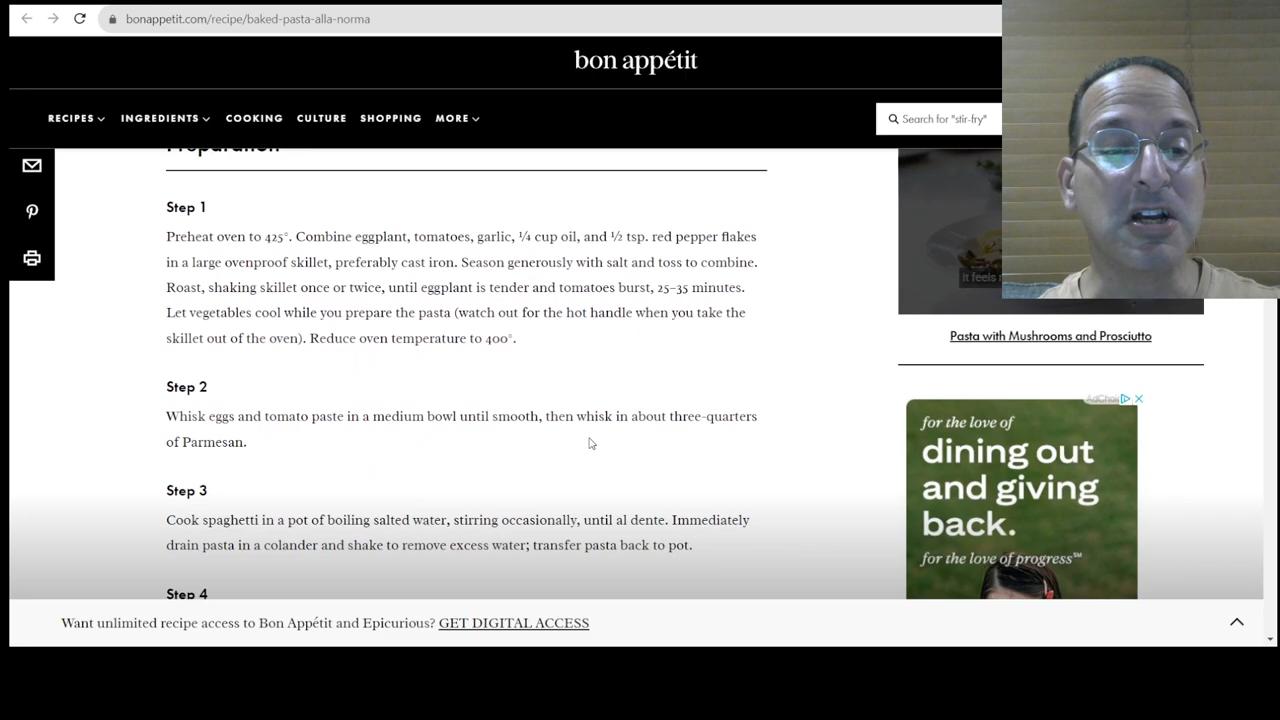 bonappetit.com/recipe/baked-pasta-alla-norma
bon appétit
RECIPES
INGREDIENTS
COOKING
CULTURE
SHOPPING
MORE
Search for "stir-fry"
Preparation
Step 1
Preheat oven to 425°. Combine eggplant, tomatoes, garlic, ¼ cup oil, and ½ tsp. red pepper flakes
in a large ovenproof skillet, preferably cast iron. Season generously with salt and toss to combine.
Roast, shaking skillet once or twice, until eggplant is tender and tomatoes burst, 25–35 minutes.
Let vegetables cool while you prepare the pasta (watch out for the hot handle when you take the
skillet out of the oven). Reduce oven temperature to 400°.
Step 2
Whisk eggs and tomato paste in a medium bowl until smooth, then whisk in about three-quarters
of Parmesan.
Step 3
Cook spaghetti in a pot of boiling salted water, stirring occasionally, until al dente. Immediately
drain pasta in a colander and shake to remove excess water; transfer pasta back to pot.
Step 4
it feels
Pasta with Mushrooms and Prosciutto
for the love of
dining out
and giving
back.
for the love of progress℠
Want unlimited recipe access to Bon Appétit and Epicurious? GET DIGITAL ACCESS